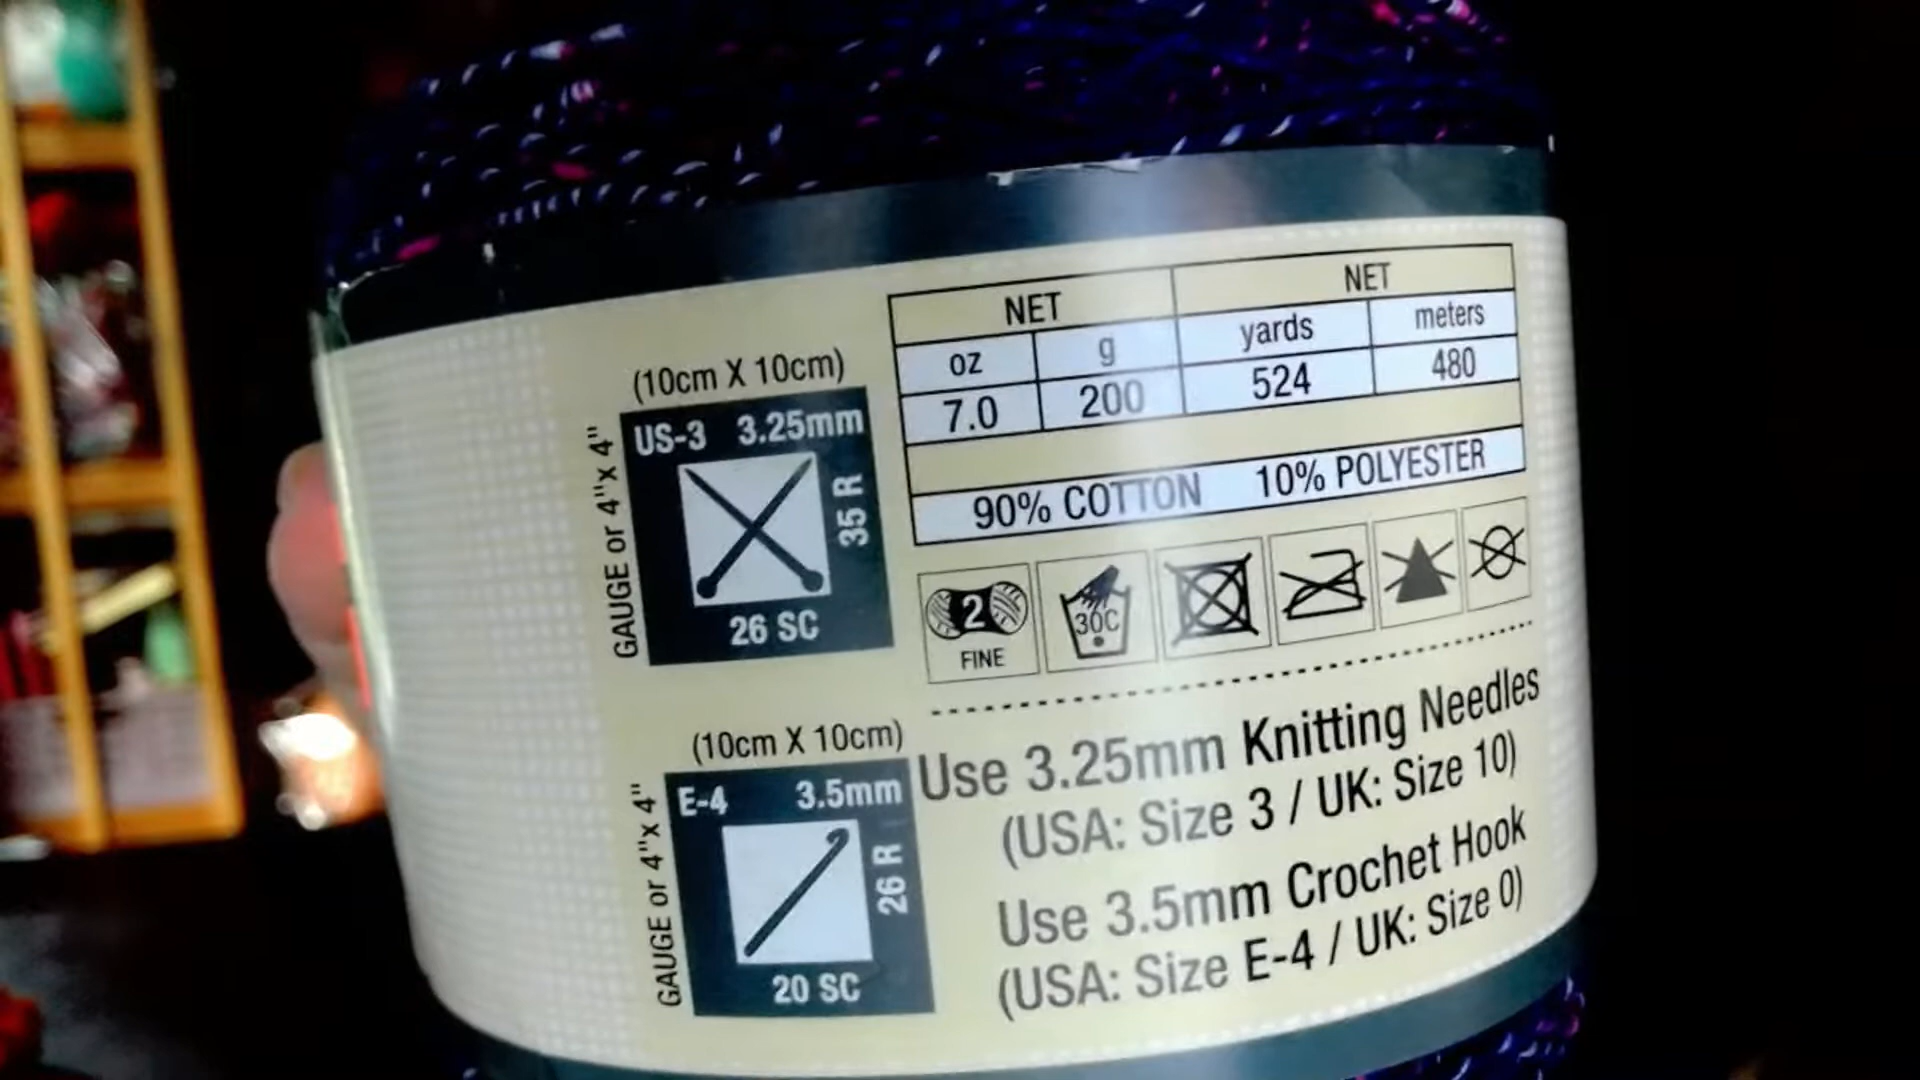 NET NET
oz g yards meters
7.0 200 524 480
90% COTTON 10% POLYESTER
(10cm X 10cm)
GAUGE or 4"x 4"
US-3 3.25mm
35 R
26 SC
2
FINE
30C
(10cm X 10cm)
GAUGE or 4"x 4"
E-4 3.5mm
26 R
20 SC
Use 3.25mm Knitting Needles
(USA: Size 3 / UK: Size 10)
Use 3.5mm Crochet Hook
(USA: Size E-4 / UK: Size 0)